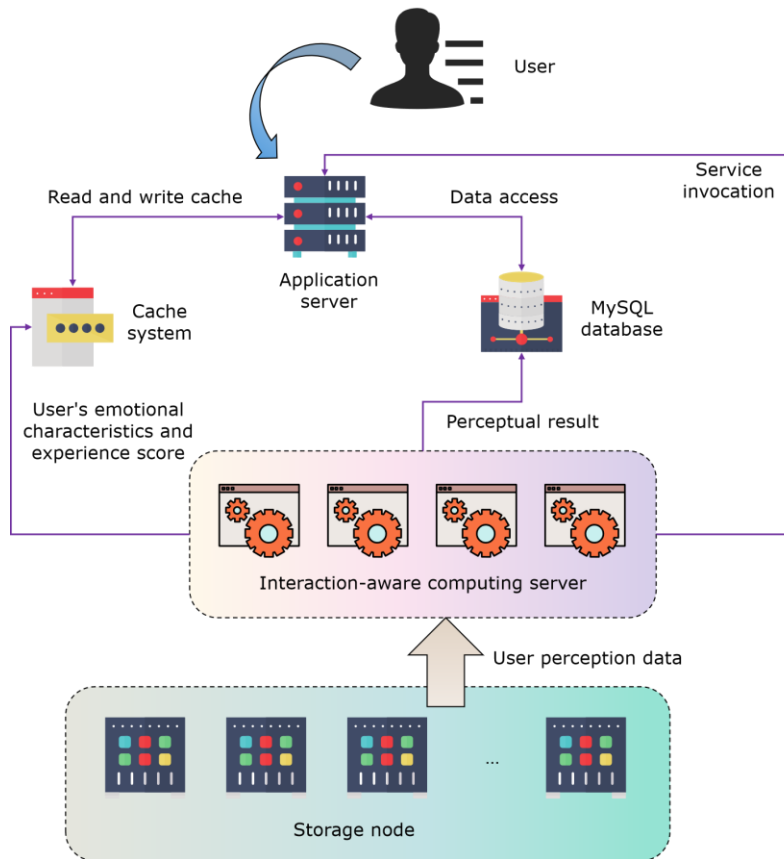 User
Service
invocation
Read and write cache
Data access
Application
server
Cache
system
MySQL
database
User's emotional
characteristics and
experience score
Perceptual result
Interaction-aware computing server
User perception data
...
Storage node